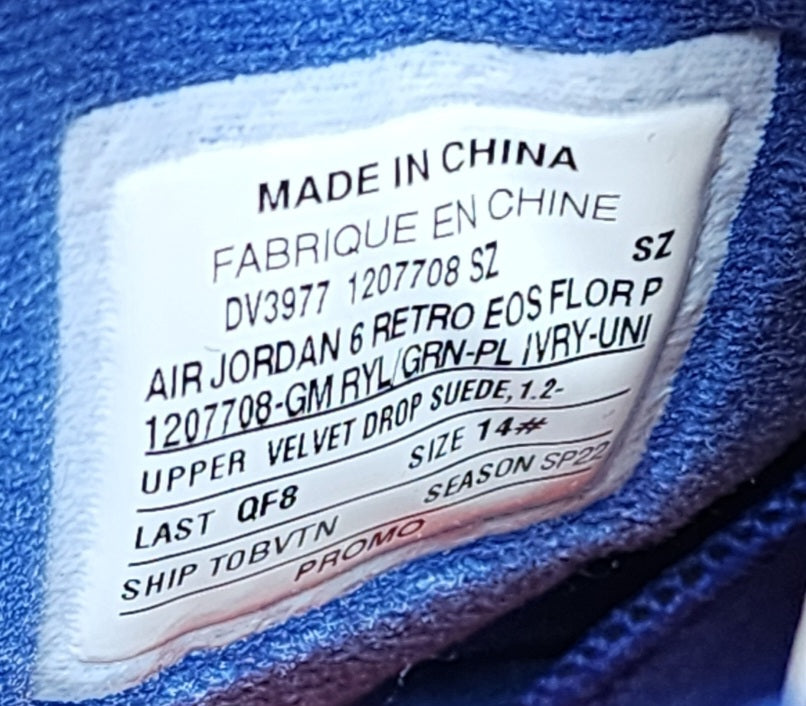 MADE IN CHINA
FABRIQUE EN CHINE
DV3977 1207708 SZ SZ
AIR JORDAN 6 RETRO EOS FLOR P
1207708-GM RYL/GRN-PL IVRY-UNI
UPPER VELVET DROP SUEDE, 1.2-
LAST QF8 SIZE 14#
SHIP TOBVTN SEASON SP22
PROMO